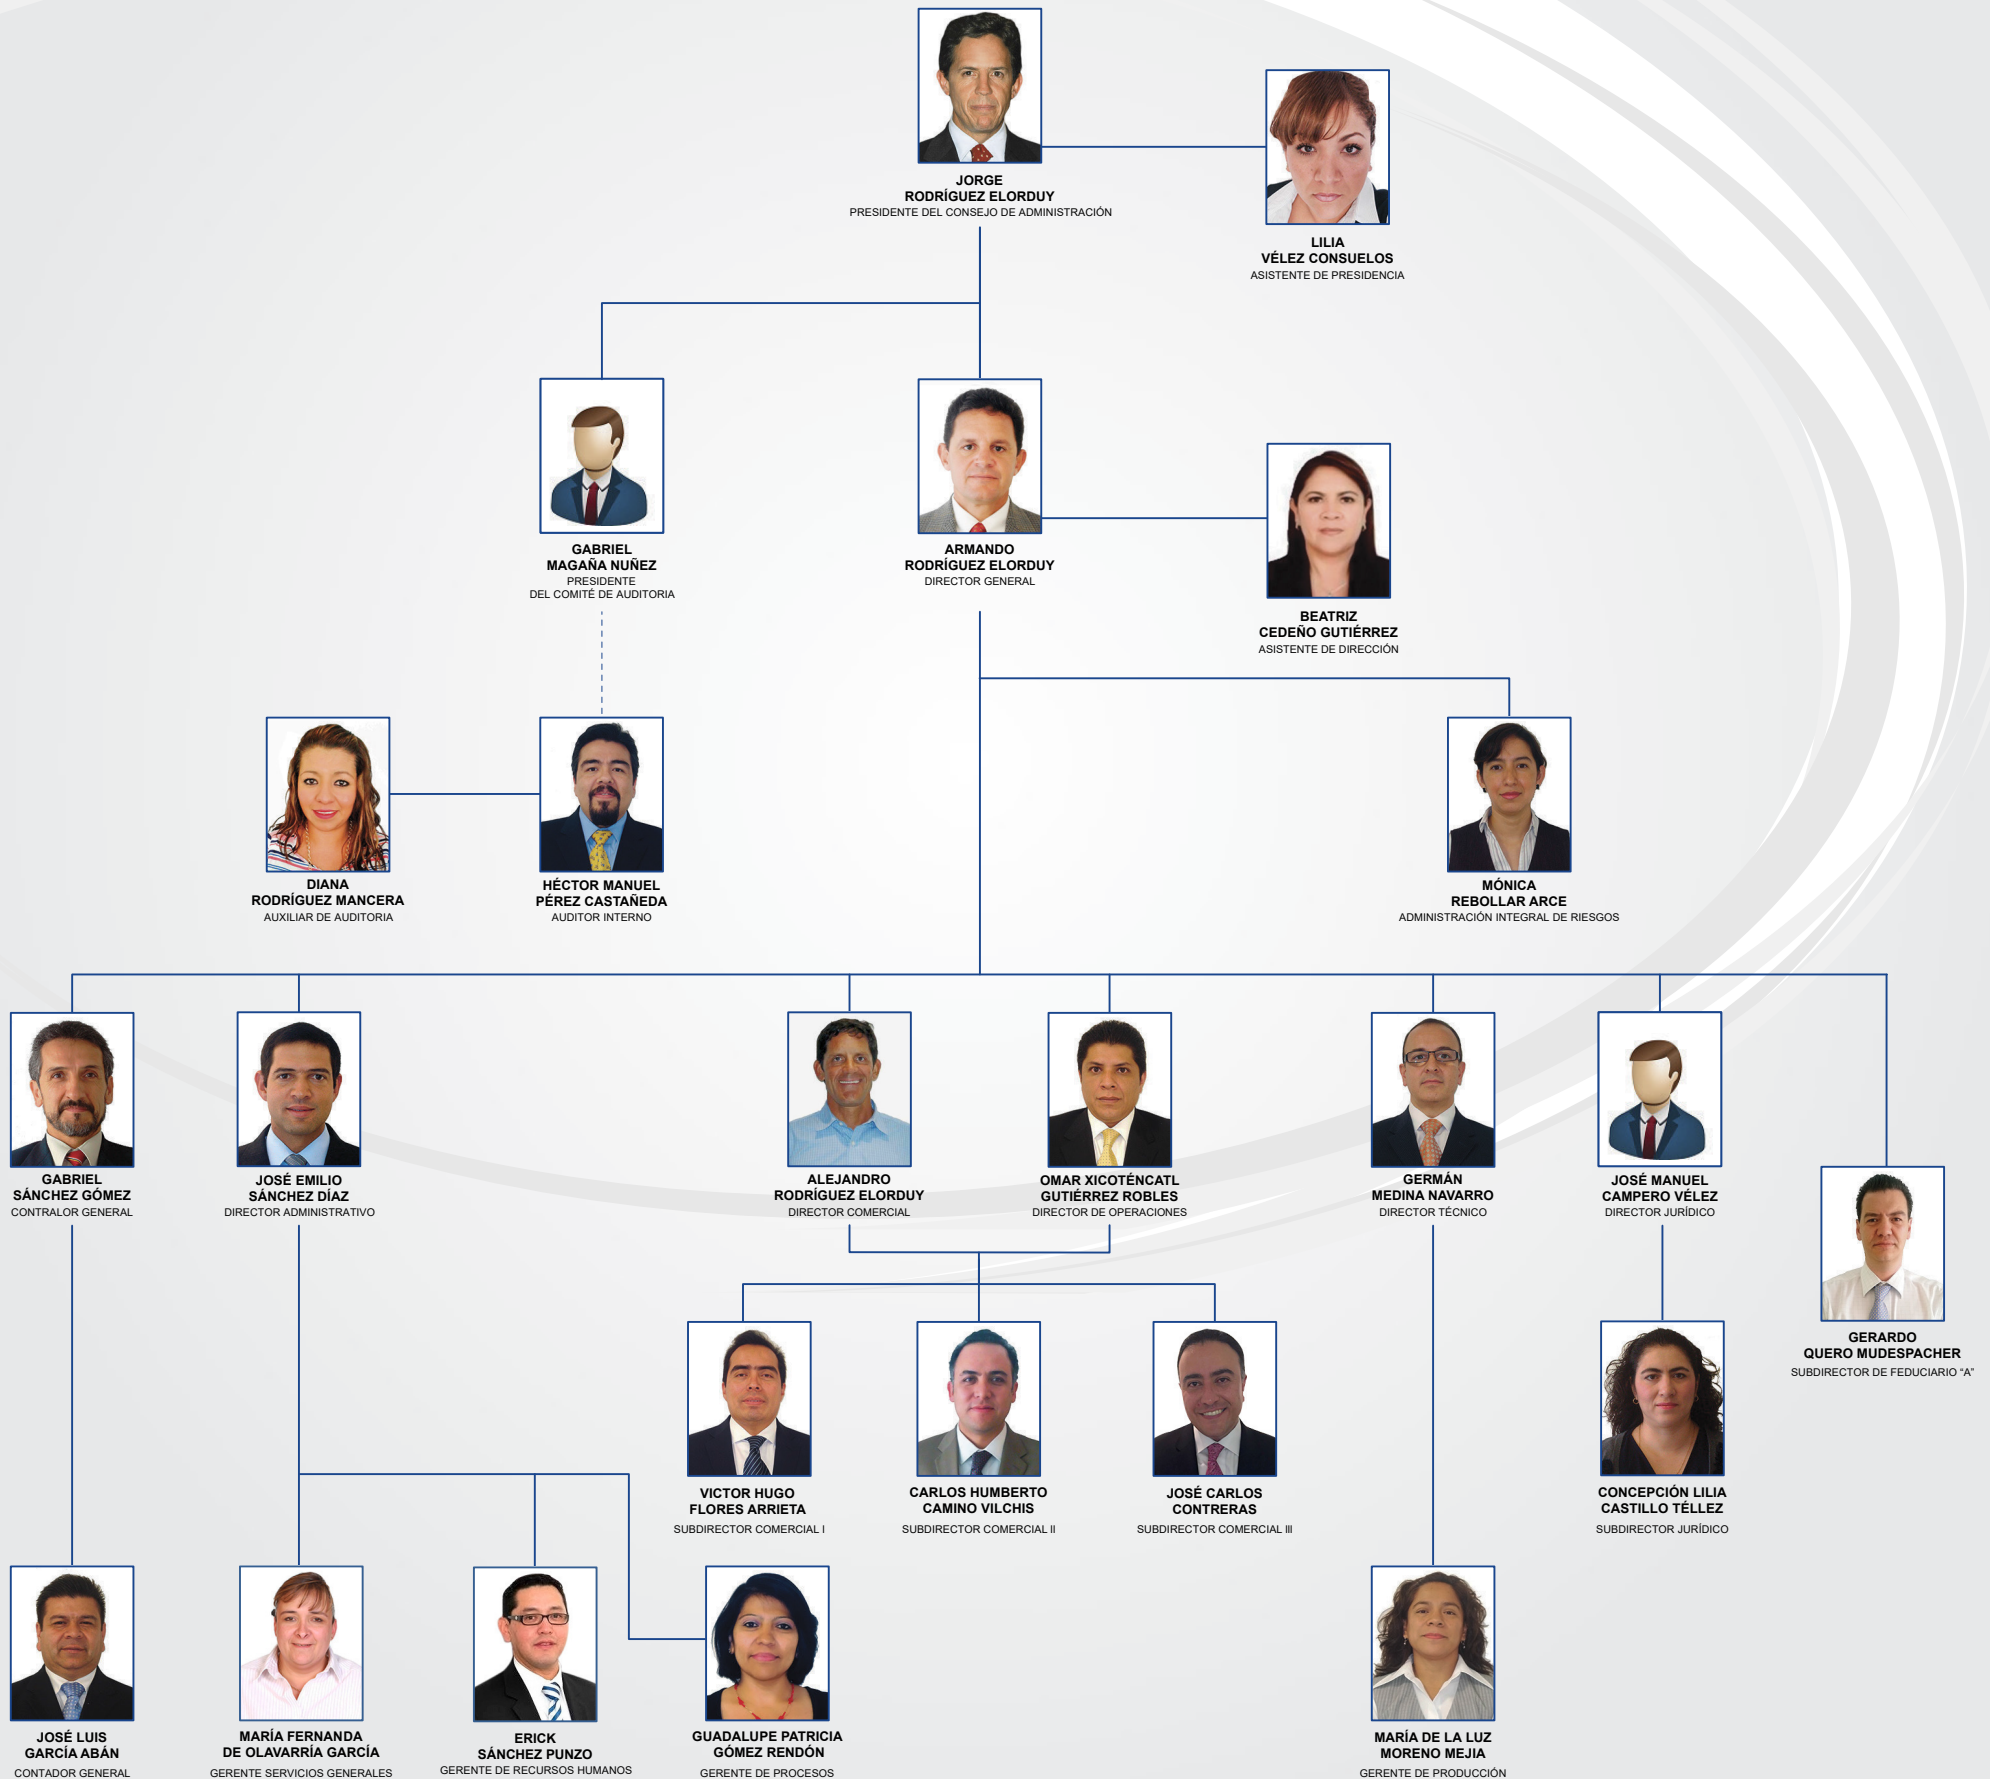 JORGE
RODRÍGUEZ ELORDUY
PRESIDENTE DEL CONSEJO DE ADMINISTRACIÓN
LILIA
VÉLEZ CONSUELOS
ASISTENTE DE PRESIDENCIA
GABRIEL
MAGAÑA NUÑEZ
PRESIDENTE
DEL COMITÉ DE AUDITORIA
ARMANDO
RODRÍGUEZ ELORDUY
DIRECTOR GENERAL
BEATRIZ
CEDEÑO GUTIÉRREZ
ASISTENTE DE DIRECCIÓN
DIANA
RODRÍGUEZ MANCERA
AUXILIAR DE AUDITORIA
HÉCTOR MANUEL
PÉREZ CASTAÑEDA
AUDITOR INTERNO
MÓNICA
REBOLLAR ARCE
ADMINISTRACIÓN INTEGRAL DE RIESGOS
GABRIEL
SÁNCHEZ GÓMEZ
CONTRALOR GENERAL
JOSÉ EMILIO
SÁNCHEZ DÍAZ
DIRECTOR ADMINISTRATIVO
ALEJANDRO
RODRÍGUEZ ELORDUY
DIRECTOR COMERCIAL
OMAR XICOTÉNCATL
GUTIÉRREZ ROBLES
DIRECTOR DE OPERACIONES
GERMÁN
MEDINA NAVARRO
DIRECTOR TÉCNICO
JOSÉ MANUEL
CAMPERO VÉLEZ
DIRECTOR JURÍDICO
GERARDO
QUERO MUDESPACHER
SUBDIRECTOR DE FEDUCIARIO “A”
VICTOR HUGO
FLORES ARRIETA
SUBDIRECTOR COMERCIAL I
CARLOS HUMBERTO
CAMINO VILCHIS
SUBDIRECTOR COMERCIAL II
JOSÉ CARLOS
CONTRERAS
SUBDIRECTOR COMERCIAL III
CONCEPCIÓN LILIA
CASTILLO TÉLLEZ
SUBDIRECTOR JURÍDICO
JOSÉ LUIS
GARCÍA ABÁN
CONTADOR GENERAL
MARÍA FERNANDA
DE OLAVARRÍA GARCÍA
GERENTE SERVICIOS GENERALES
ERICK
SÁNCHEZ PUNZO
GERENTE DE RECURSOS HUMANOS
GUADALUPE PATRICIA
GÓMEZ RENDÓN
GERENTE DE PROCESOS
MARÍA DE LA LUZ
MORENO MEJIA
GERENTE DE PRODUCCIÓN